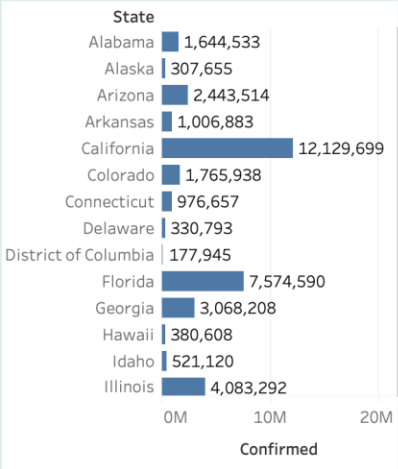 State
Alabama 1,644,533
Alaska 307,655
Arizona 2,443,514
Arkansas 1,006,883
California 12,129,699
Colorado 1,765,938
Connecticut 976,657
Delaware 330,793
District of Columbia 177,945
Florida 7,574,590
Georgia 3,068,208
Hawaii 380,608
Idaho 521,120
Illinois 4,083,292
0M 10M 20M
Confirmed